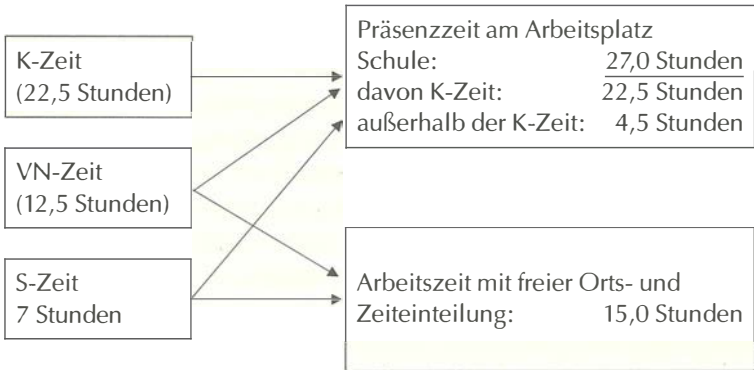 K-Zeit
(22,5 Stunden)
VN-Zeit
(12,5 Stunden)
S-Zeit
7 Stunden
Präsenzzeit am Arbeitsplatz
Schule: 27,0 Stunden
davon K-Zeit: 22,5 Stunden
außerhalb der K-Zeit: 4,5 Stunden
Arbeitszeit mit freier Orts- und
Zeiteinteilung: 15,0 Stunden